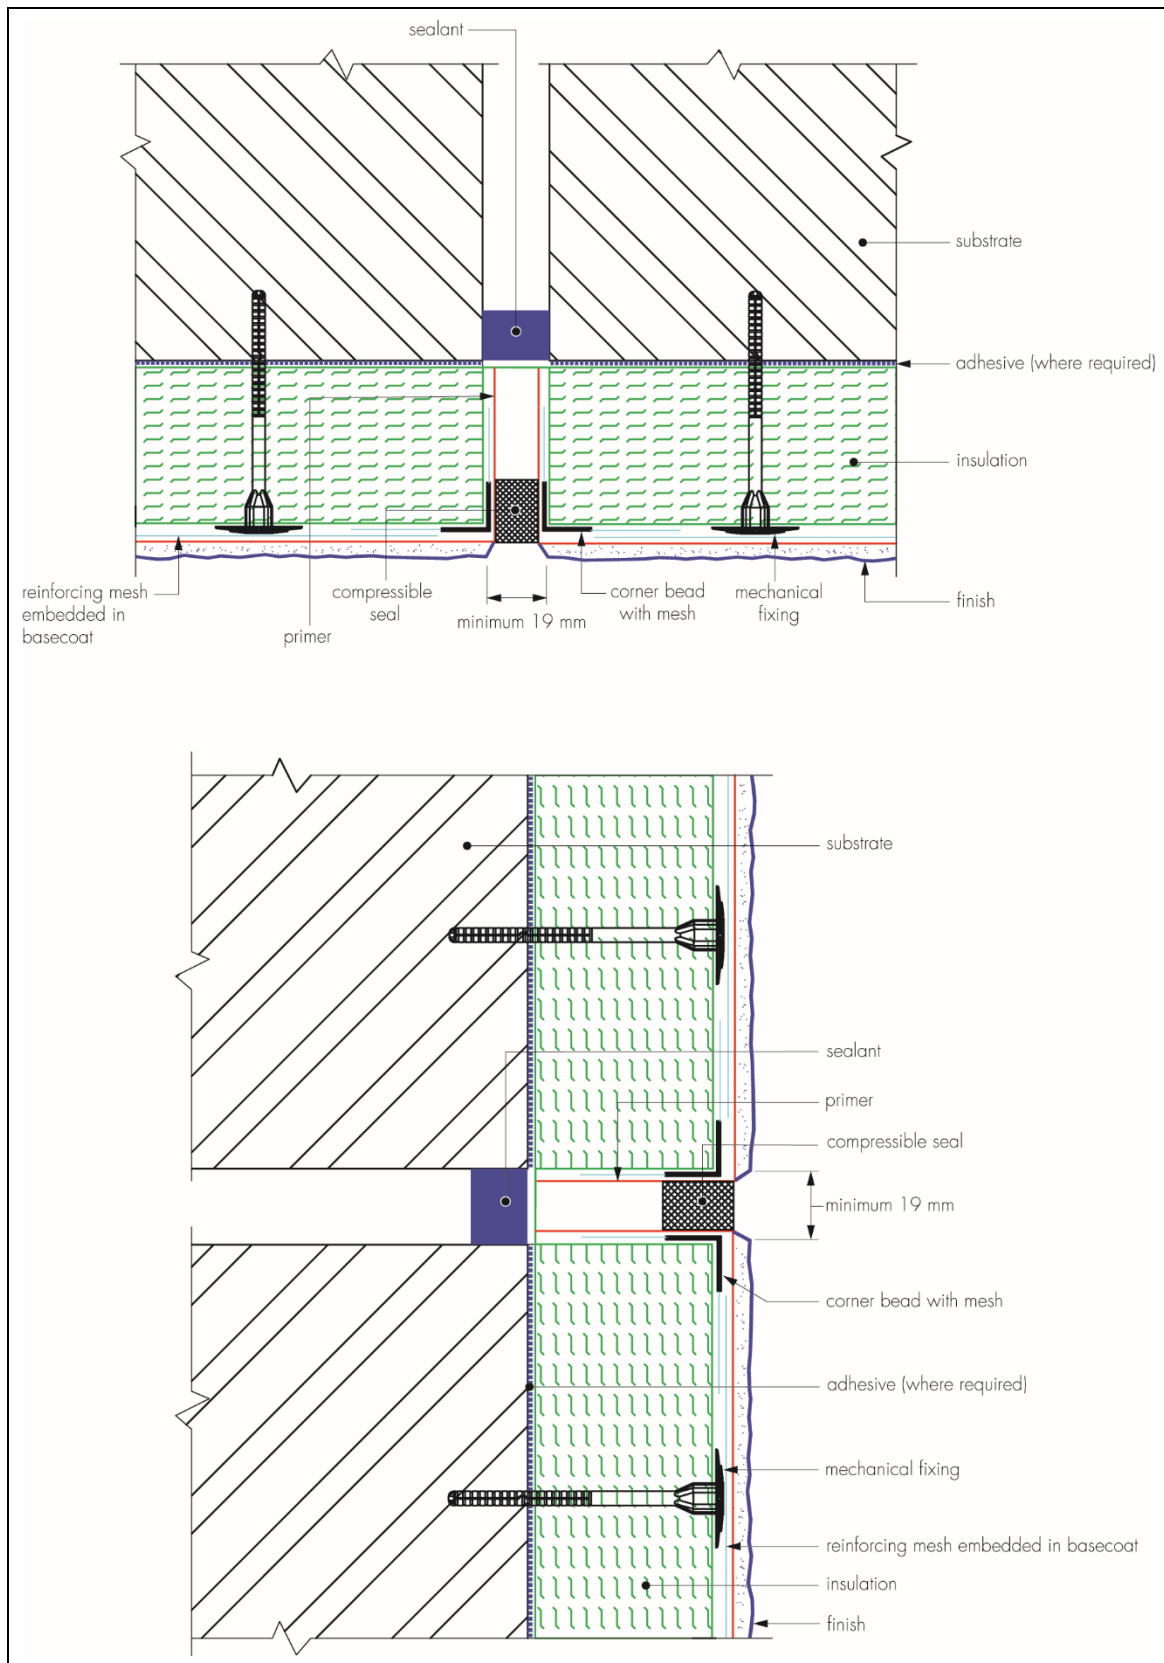 sealant
substrate
adhesive (where required)
insulation
reinforcing mesh
embedded in
basecoat
primer
compressible
seal
minimum 19 mm
corner bead
with mesh
mechanical
fixing
finish
substrate
sealant
primer
compressible seal
minimum 19 mm
corner bead with mesh
adhesive (where required)
mechanical fixing
reinforcing mesh embedded in basecoat
insulation
finish